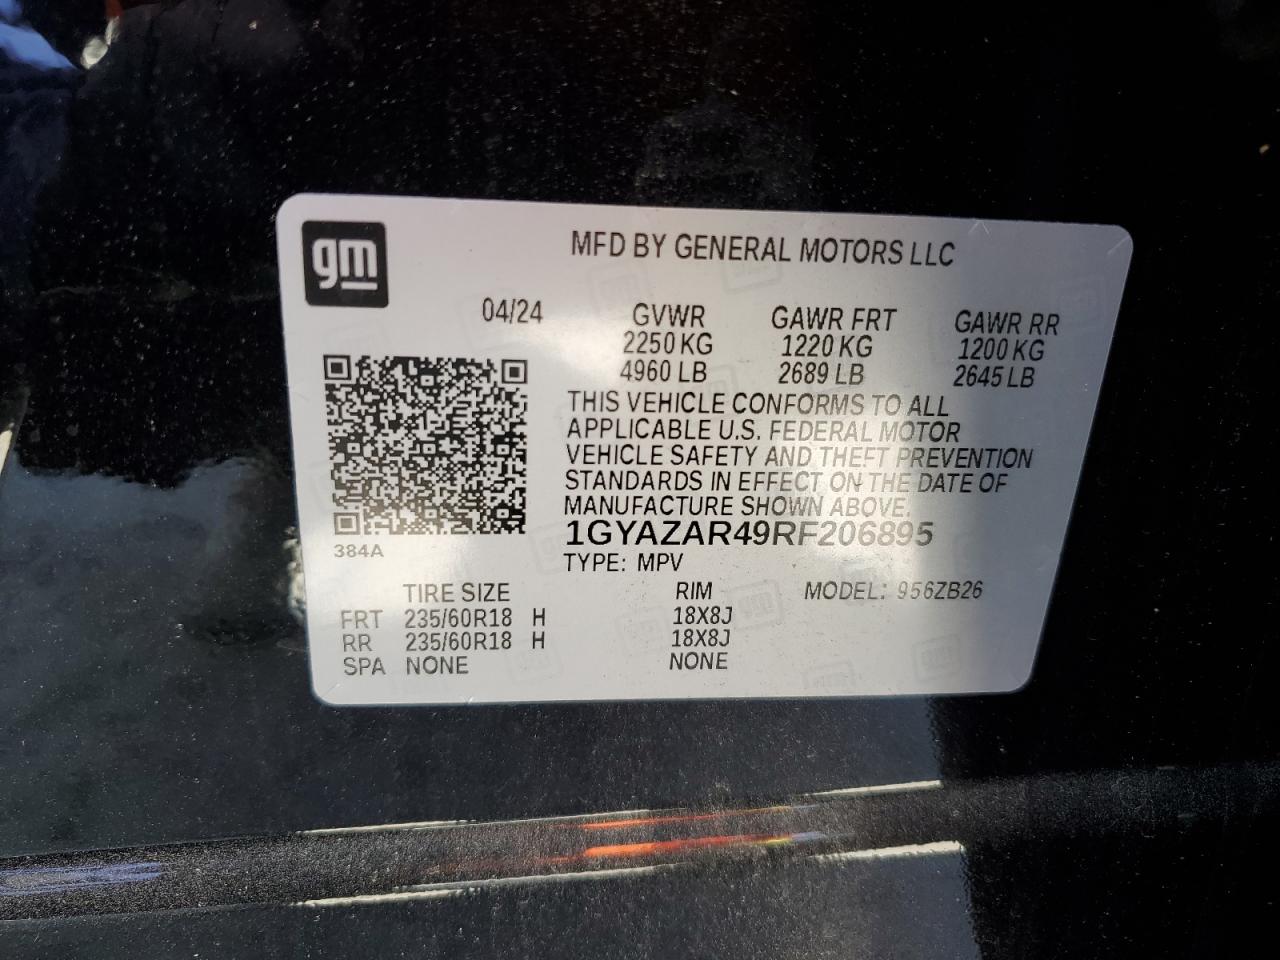 gm
MFD BY GENERAL MOTORS LLC
04/24 GVWR GAWR FRT GAWR RR
2250 KG 1220 KG 1200 KG
4960 LB 2689 LB 2645 LB
THIS VEHICLE CONFORMS TO ALL
APPLICABLE U.S. FEDERAL MOTOR
VEHICLE SAFETY AND THEFT PREVENTION
STANDARDS IN EFFECT ON THE DATE OF
MANUFACTURE SHOWN ABOVE.
1GYAZAR49RF206895
384A
TYPE: MPV
TIRE SIZE RIM MODEL: 956ZB26
FRT 235/60R18 H 18X8J
RR 235/60R18 H 18X8J
SPA NONE NONE